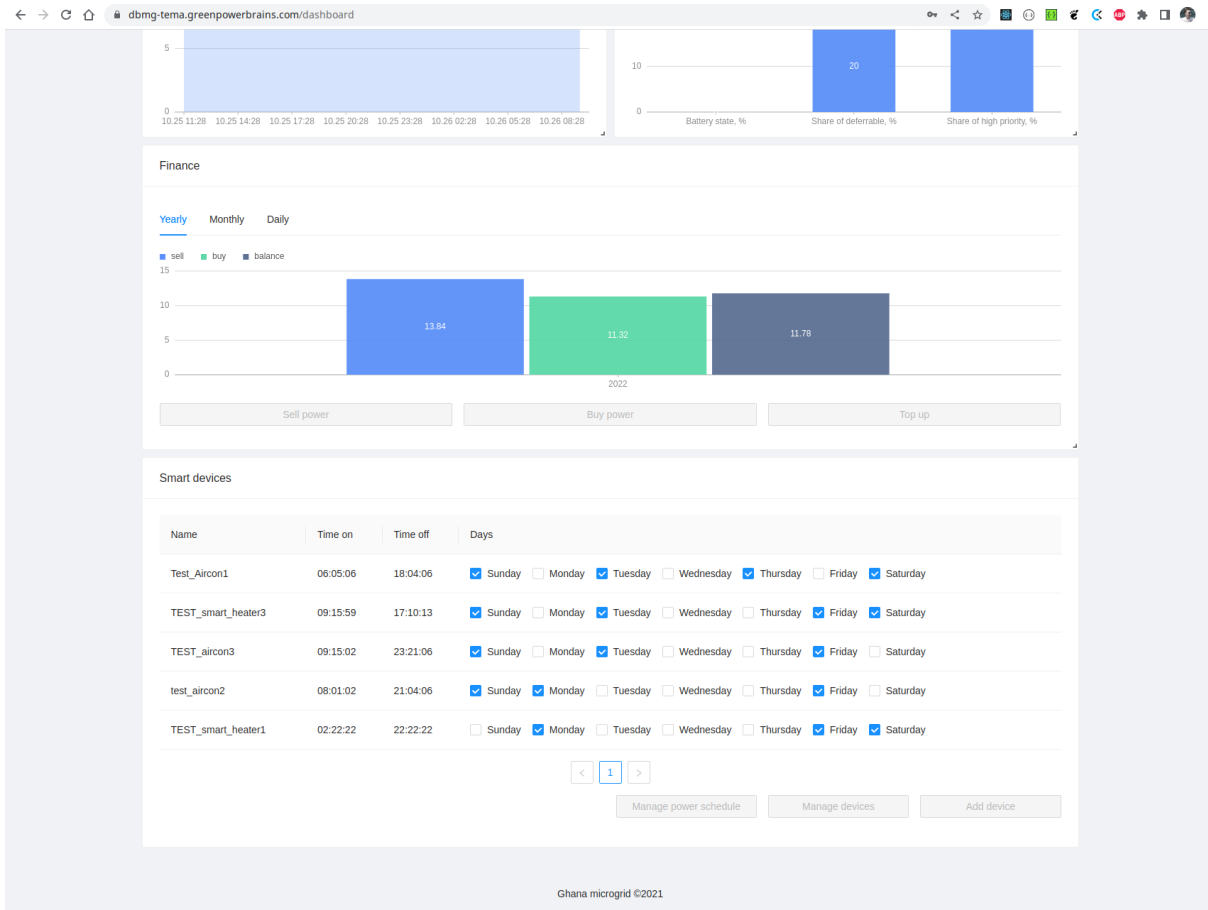 dbmg-tema.greenpowerbrains.com/dashboard
5
0
10.25 11:28 10.25 14:28 10.25 17:28 10.25 20:28 10.25 23:28 10.26 02:28 10.26 05:28 10.26 08:28
10
20
0
Battery state, % Share of deferrable, % Share of high priority, %
Finance
Yearly Monthly Daily
sell buy balance
15
10
5
0
13.84 11.32 11.78
2022
Sell power Buy power Top up
Smart devices
Name Time on Time off Days
Test_Aircon1 06:05:06 18:04:06 Sunday Monday Tuesday Wednesday Thursday Friday Saturday
TEST_smart_heater3 09:15:59 17:10:13 Sunday Monday Tuesday Wednesday Thursday Friday Saturday
TEST_aircon3 09:15:02 23:21:06 Sunday Monday Tuesday Wednesday Thursday Friday Saturday
test_aircon2 08:01:02 21:04:06 Sunday Monday Tuesday Wednesday Thursday Friday Saturday
TEST_smart_heater1 02:22:22 22:22:22 Sunday Monday Tuesday Wednesday Thursday Friday Saturday
< 1 >
Manage power schedule Manage devices Add device
Ghana microgrid ©2021